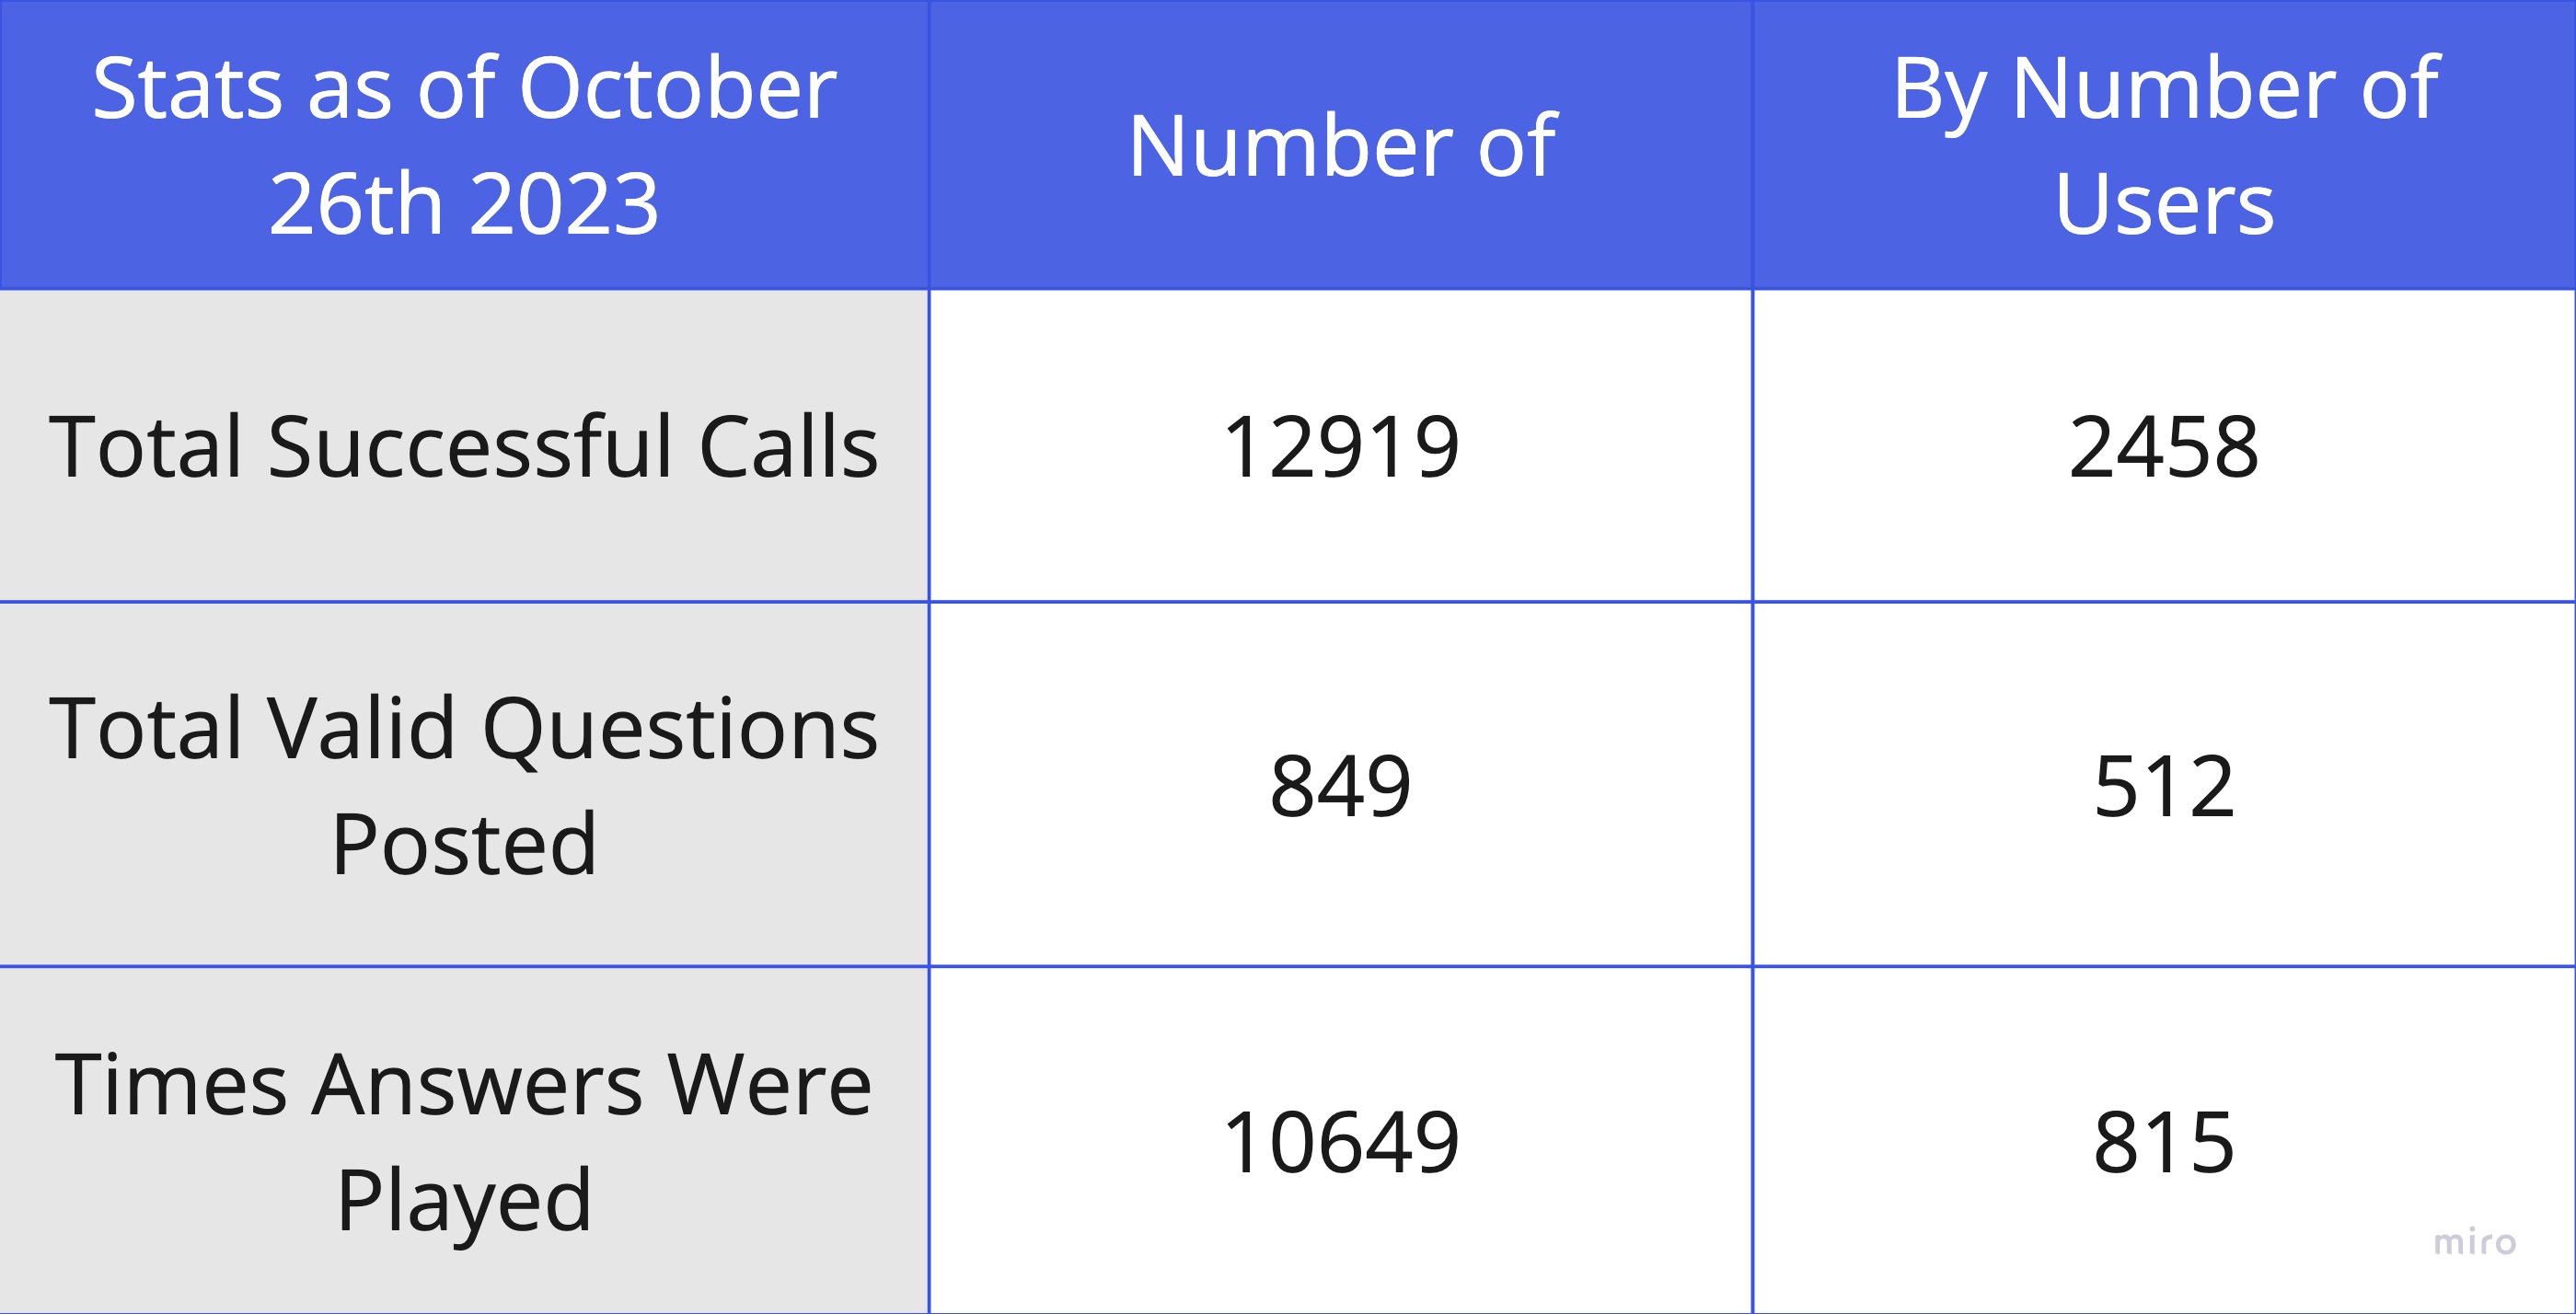 Stats as of October
26th 2023
Number of
By Number of
Users
Total Successful Calls
12919
2458
Total Valid Questions
Posted
849
512
Times Answers Were
Played
10649
815
miro